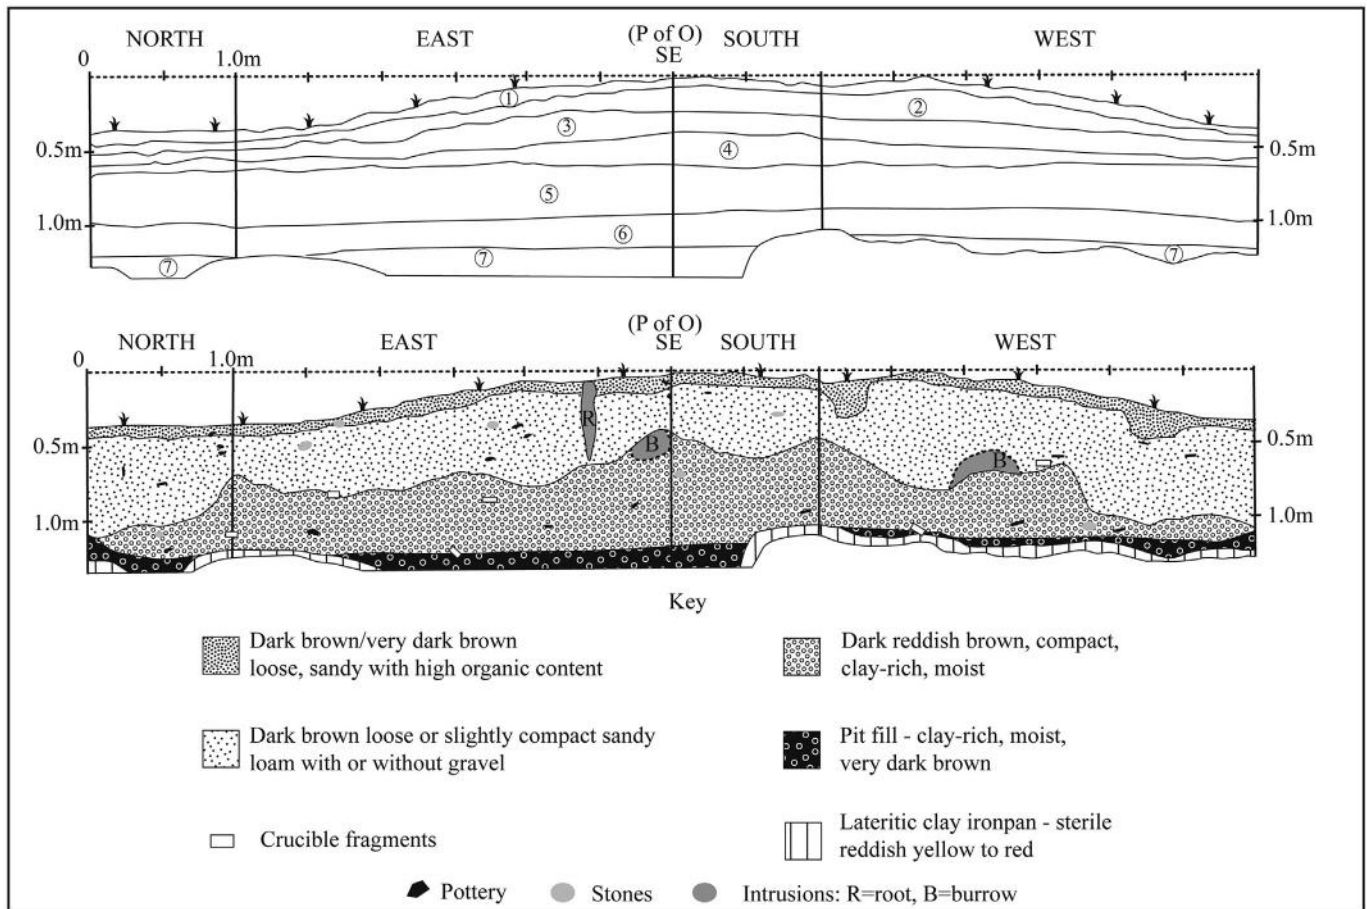 NORTH EAST (P of O) SOUTH WEST
SE
0 1.0m
① ②
③
0.5m ④ 0.5m
⑤
1.0m ⑥ 1.0m
⑦ ⑦ ⑦
(P of O)
NORTH EAST SE SOUTH WEST
0 1.0m
R
0.5m B B 0.5m
1.0m 1.0m
Key
Dark brown/very dark brown
loose, sandy with high organic content
Dark reddish brown, compact,
clay-rich, moist
Dark brown loose or slightly compact sandy
loam with or without gravel
Pit fill - clay-rich, moist,
very dark brown
Crucible fragments
Lateritic clay ironpan - sterile
reddish yellow to red
Pottery Stones Intrusions: R=root, B=burrow